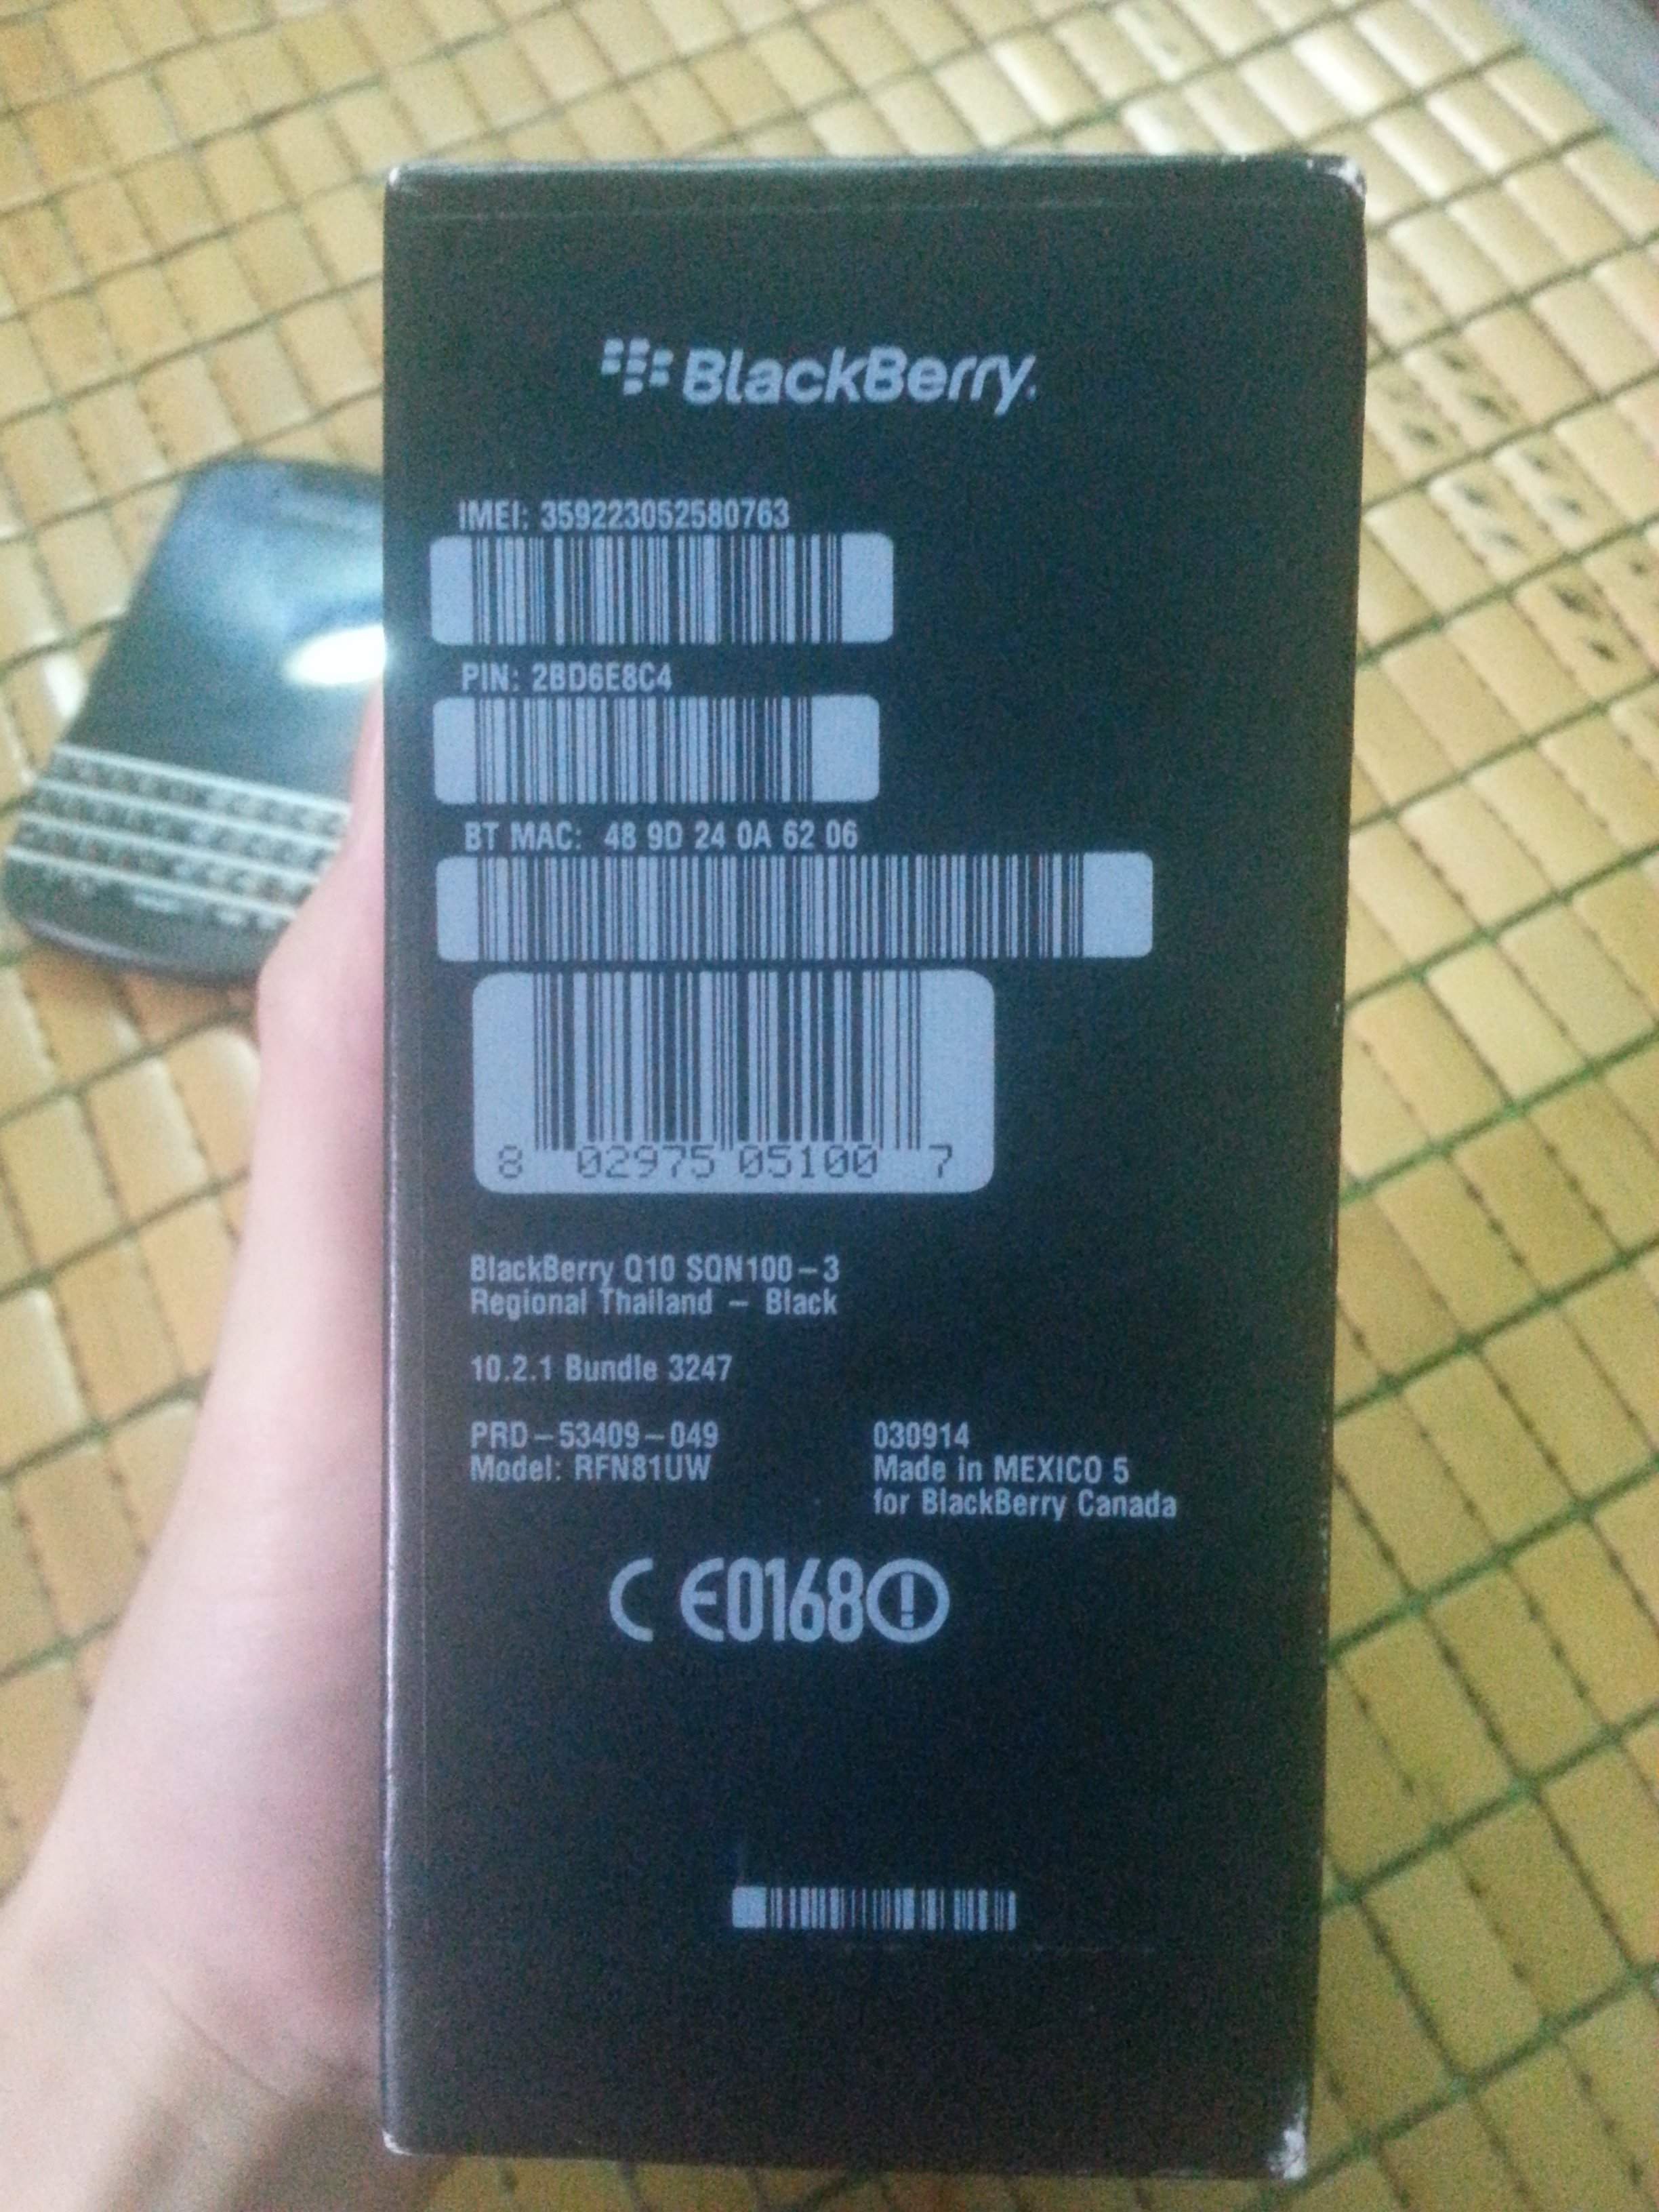 BlackBerry
IMEI: 359223052580763
PIN: 2BD6E8C4
BT MAC: 48 9D 24 0A 62 06
8 02975 05100 7
BlackBerry Q10 SQN100-3
Regional Thailand - Black
10.2.1 Bundle 3247
PRD-53409-049
Model: RFN81UW
030914
Made in MEXICO 5
for BlackBerry Canada
CE0168